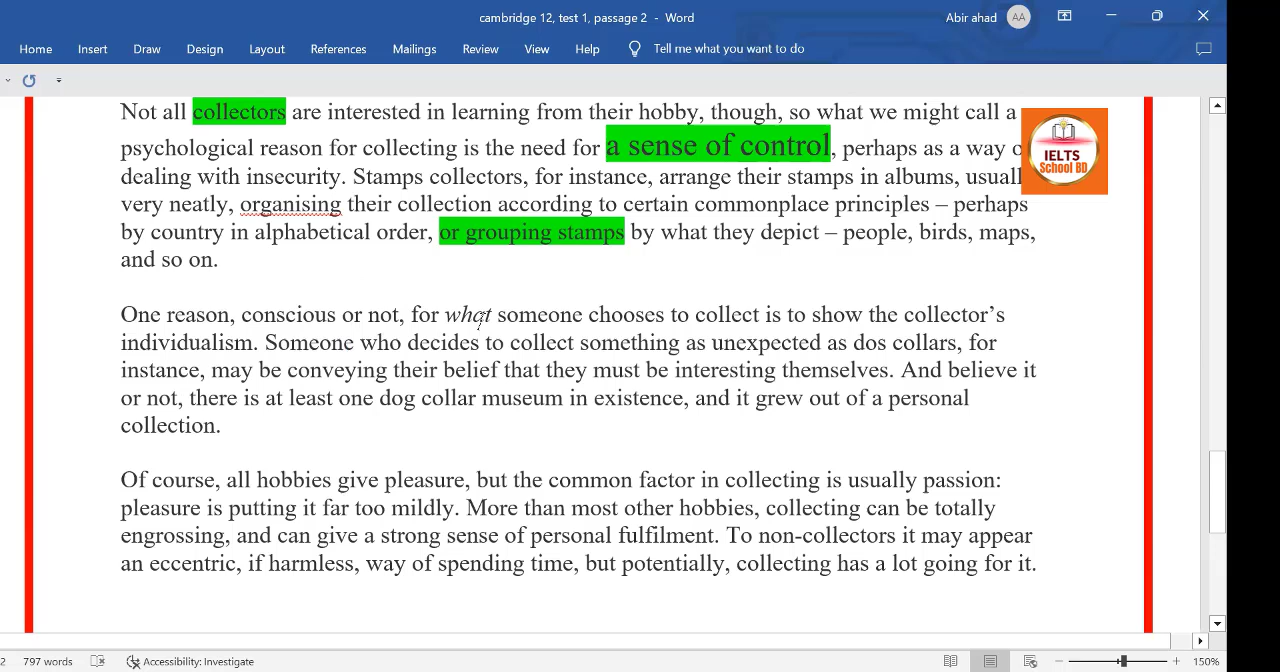 cambridge 12, test 1, passage 2 - Word
Abir ahad
AA
Home Insert Draw Design Layout References Mailings Review View Help Tell me what you want to do
Not all collectors are interested in learning from their hobby, though, so what we might call a
psychological reason for collecting is the need for a sense of control, perhaps as a way o
dealing with insecurity. Stamps collectors, for instance, arrange their stamps in albums, usuall
very neatly, organising their collection according to certain commonplace principles – perhaps
by country in alphabetical order, or grouping stamps by what they depict – people, birds, maps,
and so on.
IELTS
School BD
One reason, conscious or not, for what someone chooses to collect is to show the collector's
individualism. Someone who decides to collect something as unexpected as dos collars, for
instance, may be conveying their belief that they must be interesting themselves. And believe it
or not, there is at least one dog collar museum in existence, and it grew out of a personal
collection.
Of course, all hobbies give pleasure, but the common factor in collecting is usually passion:
pleasure is putting it far too mildly. More than most other hobbies, collecting can be totally
engrossing, and can give a strong sense of personal fulfilment. To non-collectors it may appear
an eccentric, if harmless, way of spending time, but potentially, collecting has a lot going for it.
2 797 words Accessibility: Investigate 150%